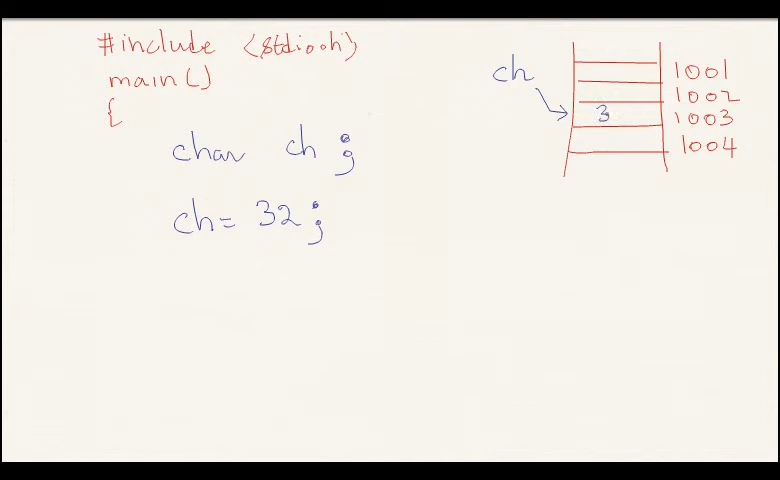 #include <stdio.h>
main()
{
char ch ;
ch = 32 ;
ch
1001
1002
3 1003
1004